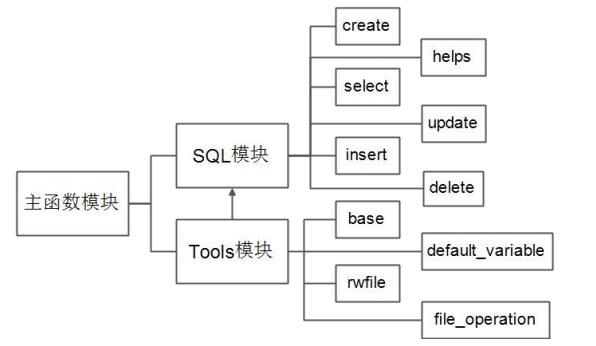 create
helps
select
update
SQL模块
insert
delete
主函数模块
base
Tools模块
default_variable
rwfile
file_operation